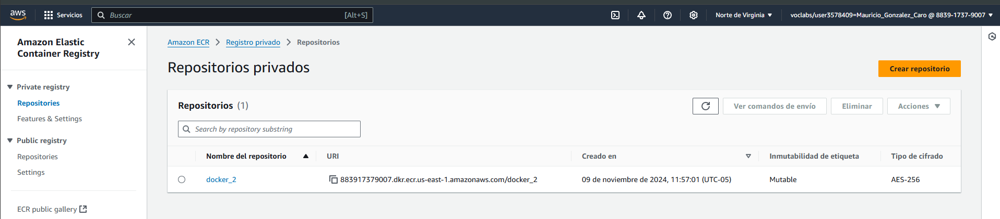 aws
Servicios
Buscar
[Alt+S]
Norte de Virginia
voclabs/user3578409=Mauricio_Gonzalez_Caro @ 8839-1737-9007
Amazon Elastic
Container Registry
Private registry
Repositories
Features & Settings
Public registry
Repositories
Settings
ECR public gallery
Amazon ECR
Registro privado
Repositorios
Repositorios privados
Crear repositorio
Repositorios (1)
Ver comandos de envío
Eliminar
Acciones
Search by repository substring
Nombre del repositorio
URI
Creado en
Inmutabilidad de etiqueta
Tipo de cifrado
docker_2
883917379007.dkr.ecr.us-east-1.amazonaws.com/docker_2
09 de noviembre de 2024, 11:57:01 (UTC-05)
Mutable
AES-256